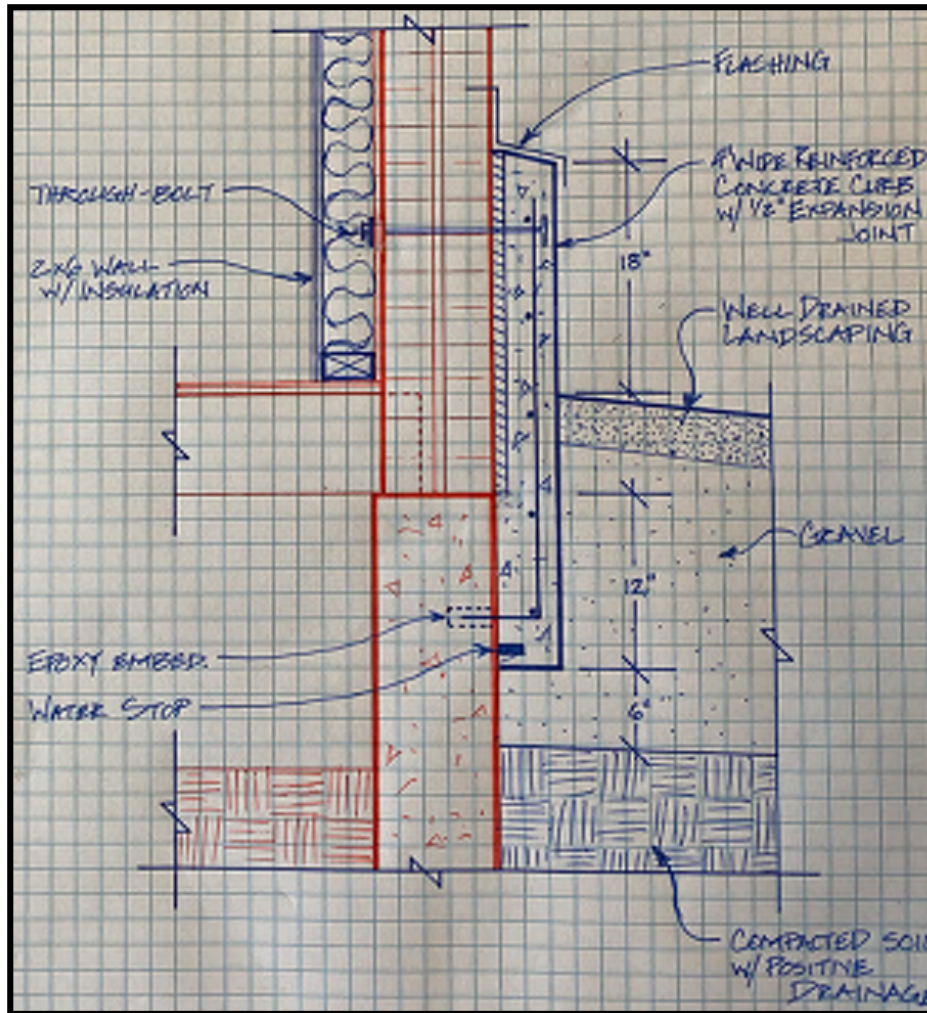 FLASHING
THROUGH-BOLT
4" WIDE REINFORCED
CONCRETE CURB
W/ 1/2" EXPANSION
JOINT
2x6 WALL
W/ INSULATION
18"
WELL DRAINED
LANDSCAPING
GRAVEL
12"
EPOXY EMBED.
WATER STOP
6"
COMPACTED SOIL
W/ POSITIVE
DRAINAGE